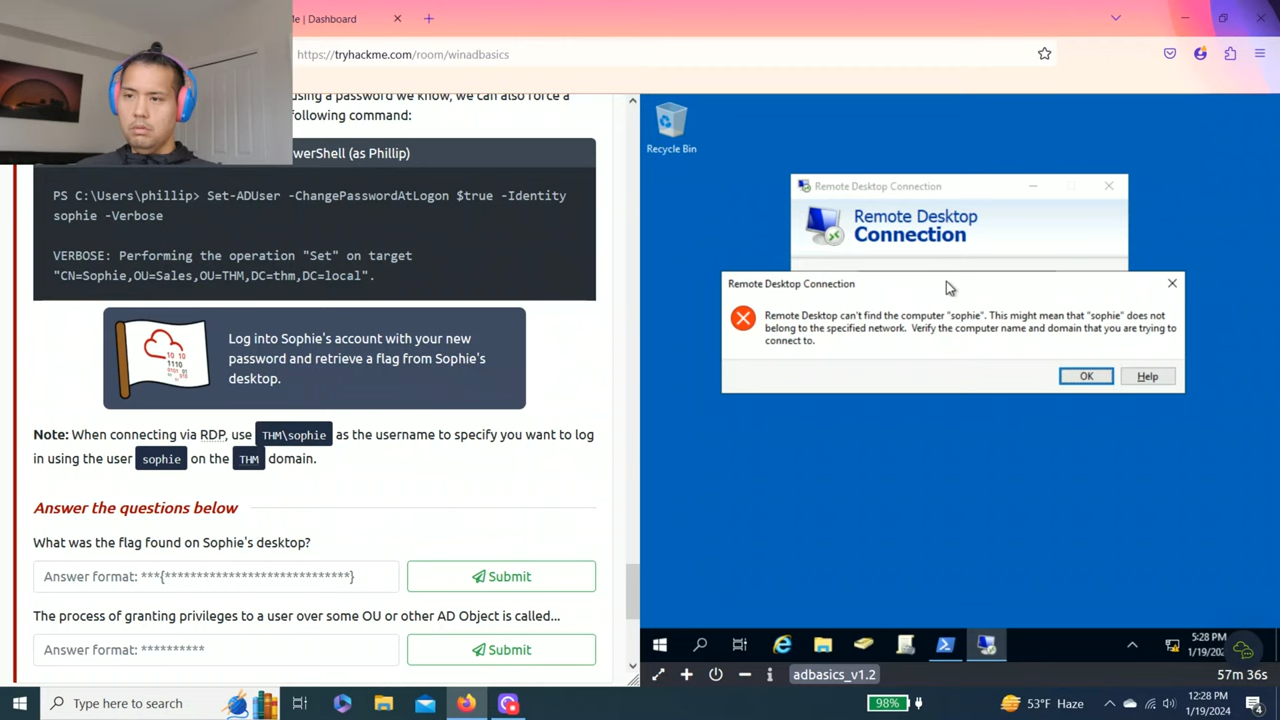 Me | Dashboard
https://tryhackme.com/room/winadbasics
using a password we know, we can also force a
following command:
werShell (as Phillip)
PS C:\Users\phillip> Set-ADUser -ChangePasswordAtLogon $true -Identity
sophie -Verbose
VERBOSE: Performing the operation "Set" on target
"CN=Sophie,OU=Sales,OU=THM,DC=thm,DC=local".
Log into Sophie's account with your new
password and retrieve a flag from Sophie's
desktop.
Note: When connecting via RDP, use THM\sophie as the username to specify you want to log
in using the user sophie on the THM domain.
Answer the questions below
What was the flag found on Sophie's desktop?
Answer format: ***{****************************}
Submit
The process of granting privileges to a user over some OU or other AD Object is called...
Answer format: **********
Submit
Recycle Bin
Remote Desktop Connection
Remote Desktop
Connection
Remote Desktop Connection
Remote Desktop can't find the computer "sophie". This might mean that "sophie" does not
belong to the specified network. Verify the computer name and domain that you are trying to
connect to.
OK
Help
5:28 PM
1/19/2024
adbasics_v1.2
57m 36s
Type here to search
98%
53°F Haze
12:28 PM
1/19/2024
4